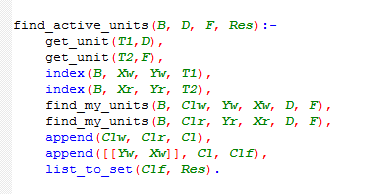 find_active_units(B, D, F, Res):-
get_unit(T1,D),
get_unit(T2,F),
index(B, Xw, Yw, T1),
index(B, Xr, Yr, T2),
find_my_units(B, Clw, Yw, Xw, D, F),
find_my_units(B, Clr, Yr, Xr, D, F),
append(Clw, Clr, Cl),
append([[Yw, Xw]], Cl, Clf),
list_to_set(Clf, Res).